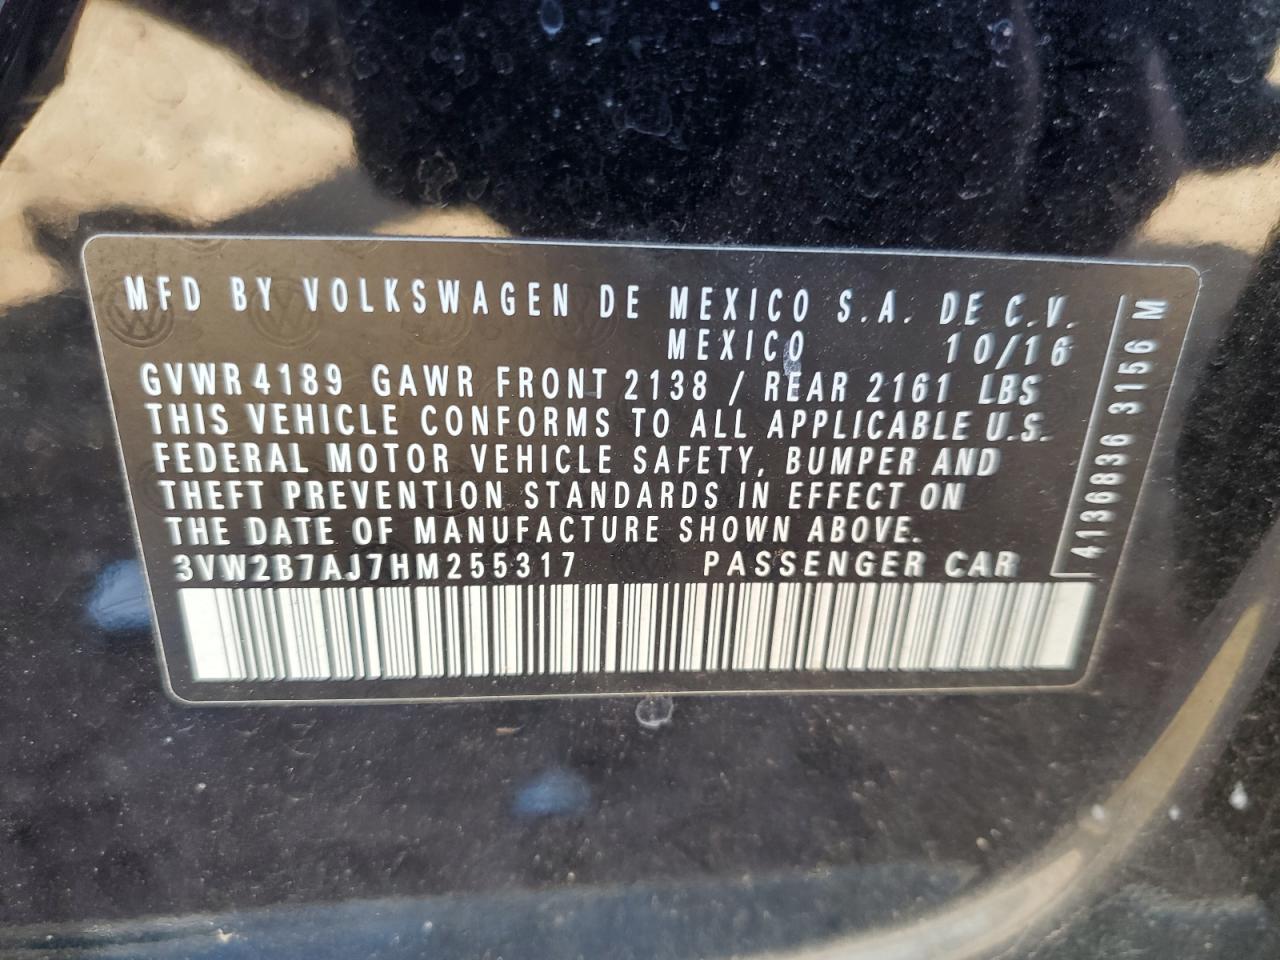 MFD BY VOLKSWAGEN DE MEXICO S.A. DE C.V.
MEXICO 10/16
GVWR 4189 GAWR FRONT 2138 / REAR 2161 LBS
THIS VEHICLE CONFORMS TO ALL APPLICABLE U.S.
FEDERAL MOTOR VEHICLE SAFETY, BUMPER AND
THEFT PREVENTION STANDARDS IN EFFECT ON
THE DATE OF MANUFACTURE SHOWN ABOVE.
3VW2B7AJ7HM255317 PASSENGER CAR
4136836 3156 M